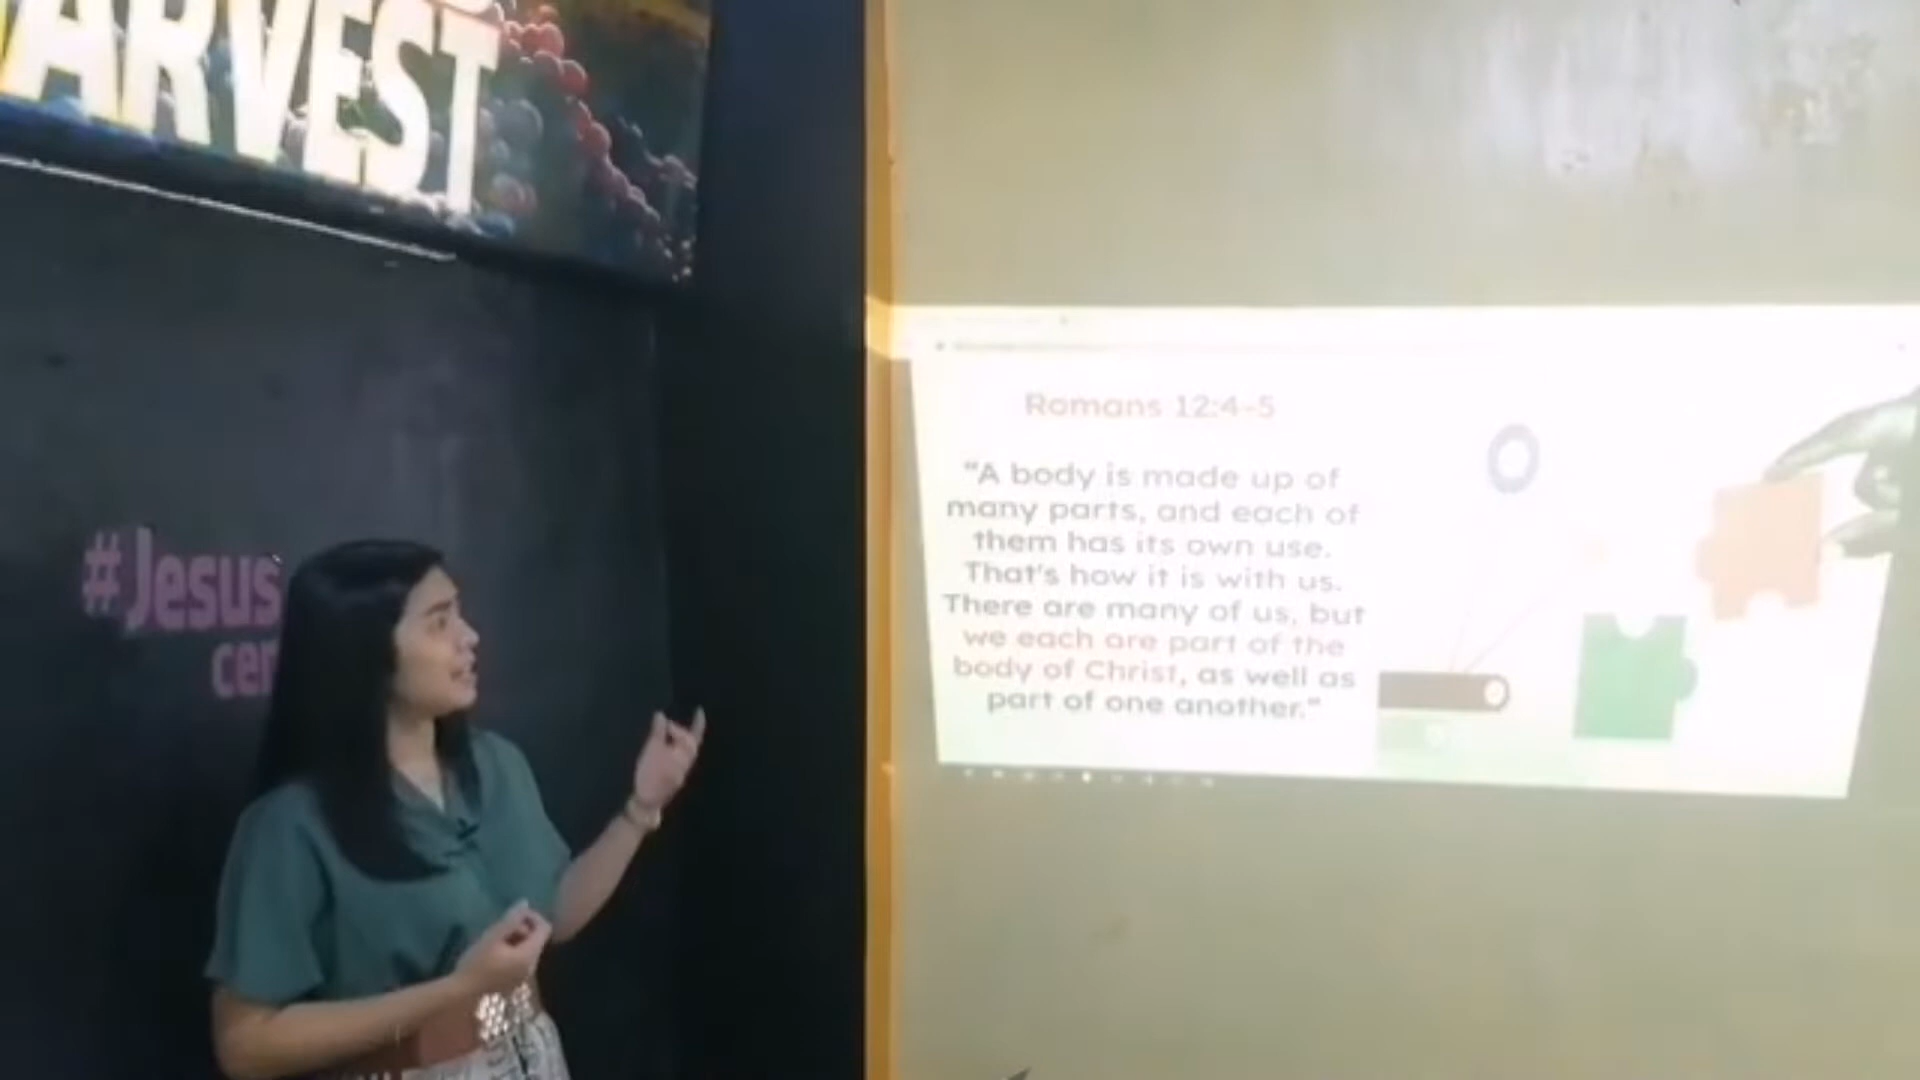 ARVEST
#Jesus
cen
Romans 12:4-5
"A body is made up of
many parts, and each of
them has its own use.
That's how it is with us.
There are many of us, but
we each are part of the
body of Christ, as well as
part of one another."